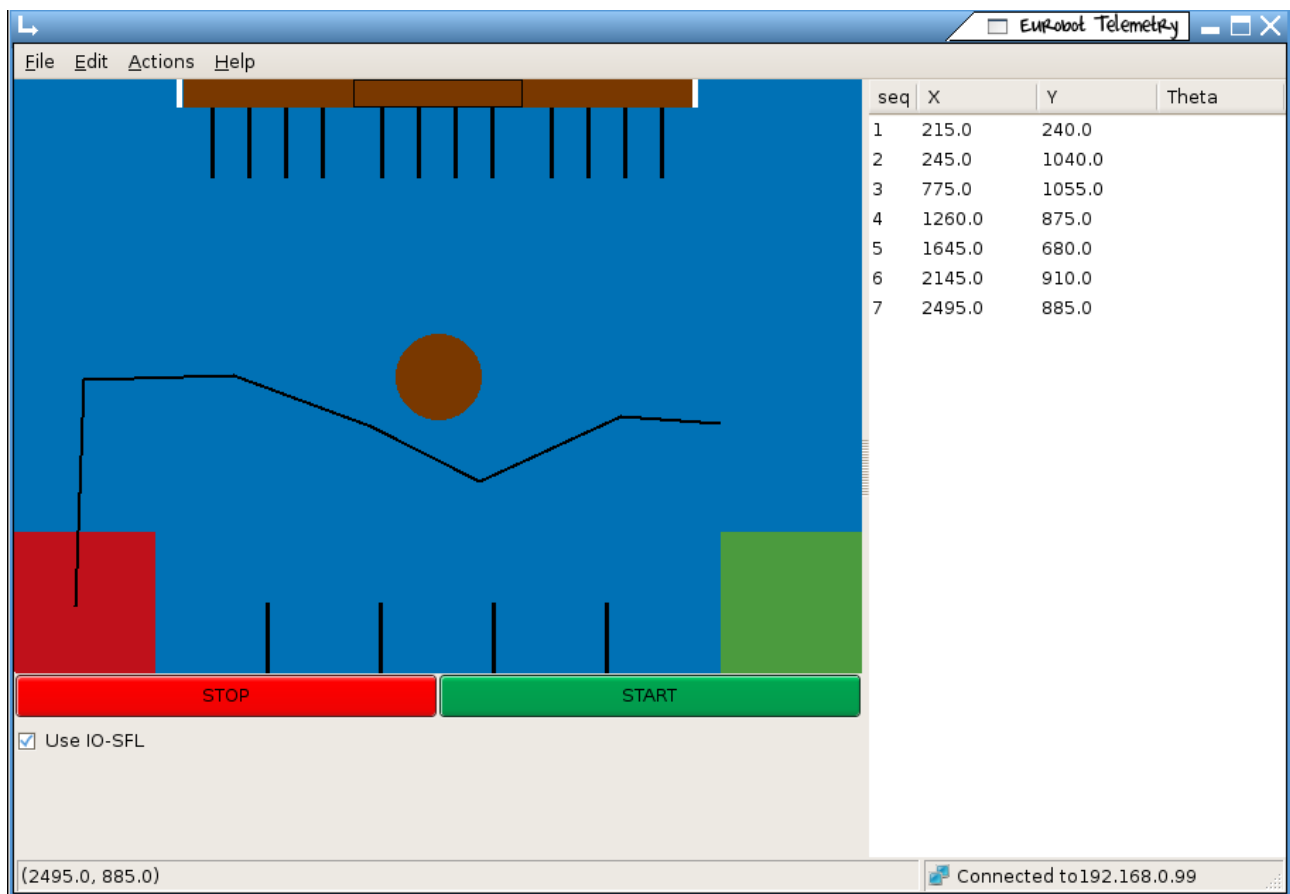 EuRobot Telemetry
File Edit Actions Help
seq X Y Theta
1 215.0 240.0
2 245.0 1040.0
3 775.0 1055.0
4 1260.0 875.0
5 1645.0 680.0
6 2145.0 910.0
7 2495.0 885.0
STOP START
Use IO-SFL
(2495.0, 885.0) Connected to192.168.0.99